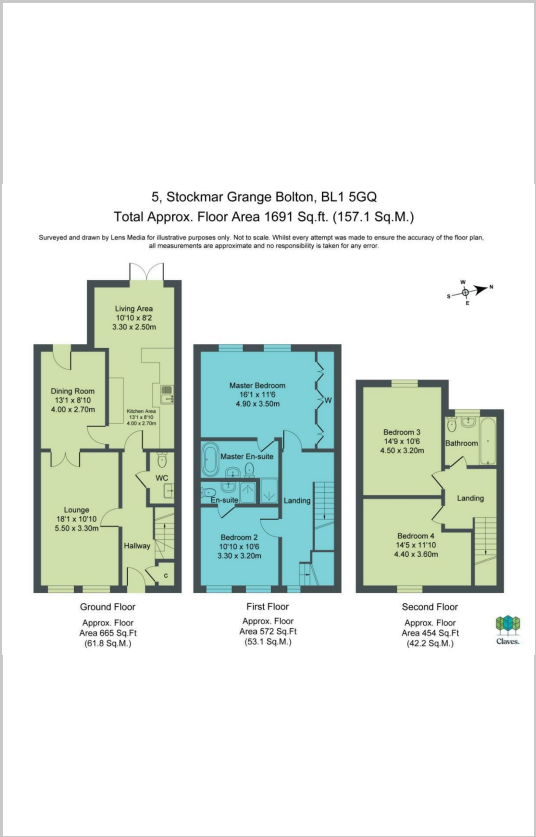 5, Stockmar Grange Bolton, BL1 5GQ
Total Approx. Floor Area 1691 Sq.ft. (157.1 Sq.M.)
Surveyed and drawn by Lens Media for illustrative purposes only. Not to scale. Whilst every attempt was made to ensure the accuracy of the floor plan,
all measurements are approximate and no responsibility is taken for any error.
W
N
S
E
Living Area
10'10 x 8'2
3.30 x 2.50m
Dining Room
13'1 x 8'10
4.00 x 2.70m
Kitchen Area
13'1 x 8'10
4.00 x 2.70m
WC
Lounge
18'1 x 10'10
5.50 x 3.30m
Hallway
C
Master Bedroom
16'1 x 11'6
4.90 x 3.50m
W
Master En-suite
En-suite
Landing
Bedroom 2
10'10 x 10'6
3.30 x 3.20m
Bedroom 3
14'9 x 10'6
4.50 x 3.20m
Bathroom
Landing
Bedroom 4
14'5 x 11'10
4.40 x 3.60m
Ground Floor
Approx. Floor
Area 665 Sq.Ft
(61.8 Sq.M.)
First Floor
Approx. Floor
Area 572 Sq.Ft
(53.1 Sq.M.)
Second Floor
Approx. Floor
Area 454 Sq.Ft
(42.2 Sq.M.)
Claves.